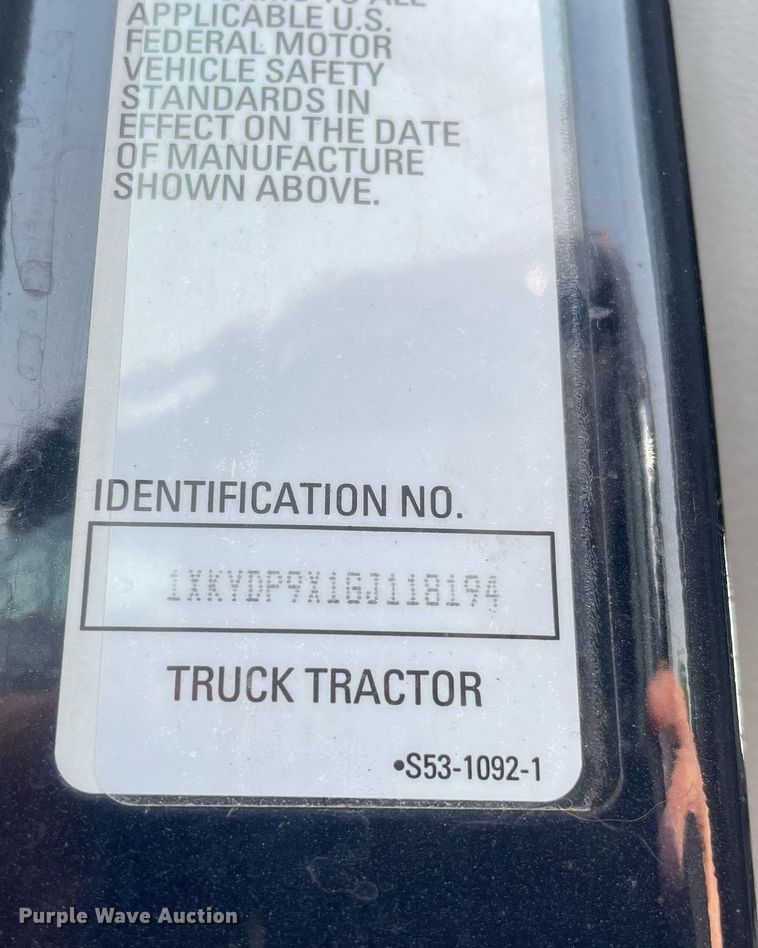 APPLICABLE U.S.
FEDERAL MOTOR
VEHICLE SAFETY
STANDARDS IN
EFFECT ON THE DATE
OF MANUFACTURE
SHOWN ABOVE.
IDENTIFICATION NO.
1XKYDP9X1GJ118194
TRUCK TRACTOR
•S53-1092-1
Purple Wave Auction